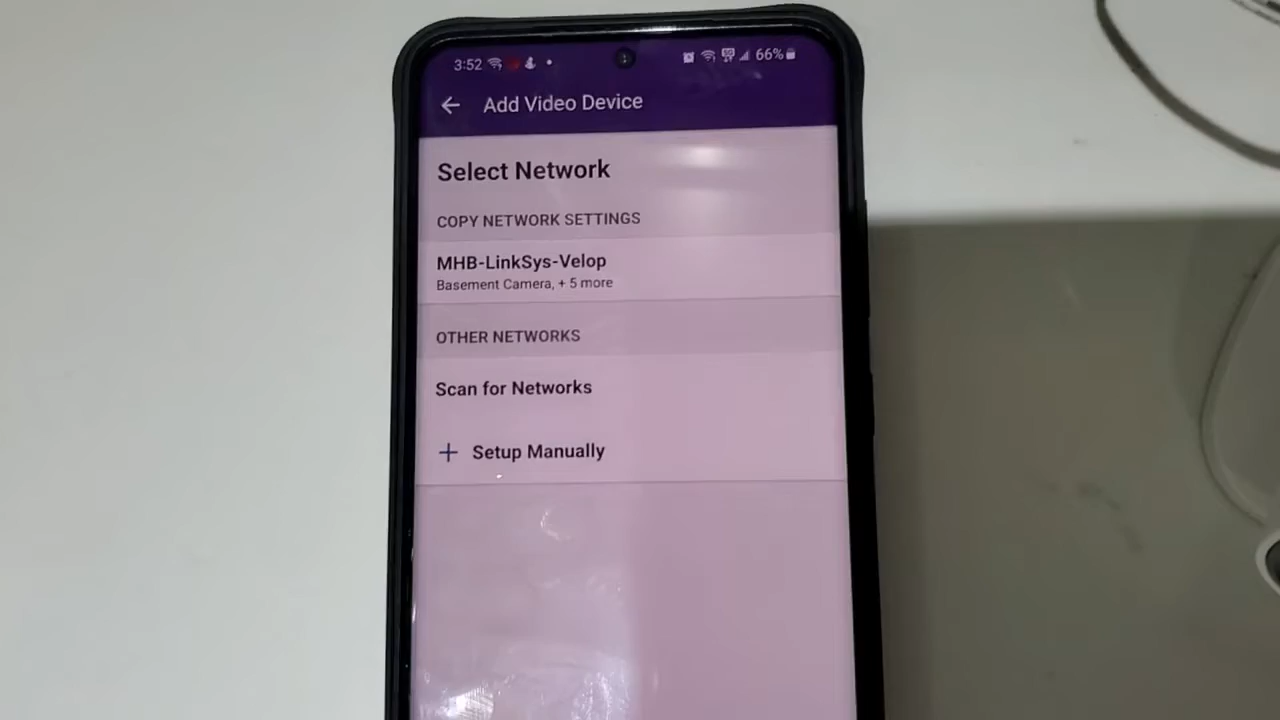 3:52 66%
Add Video Device
Select Network
COPY NETWORK SETTINGS
MHB-LinkSys-Velop
Basement Camera, + 5 more
OTHER NETWORKS
Scan for Networks
+ Setup Manually